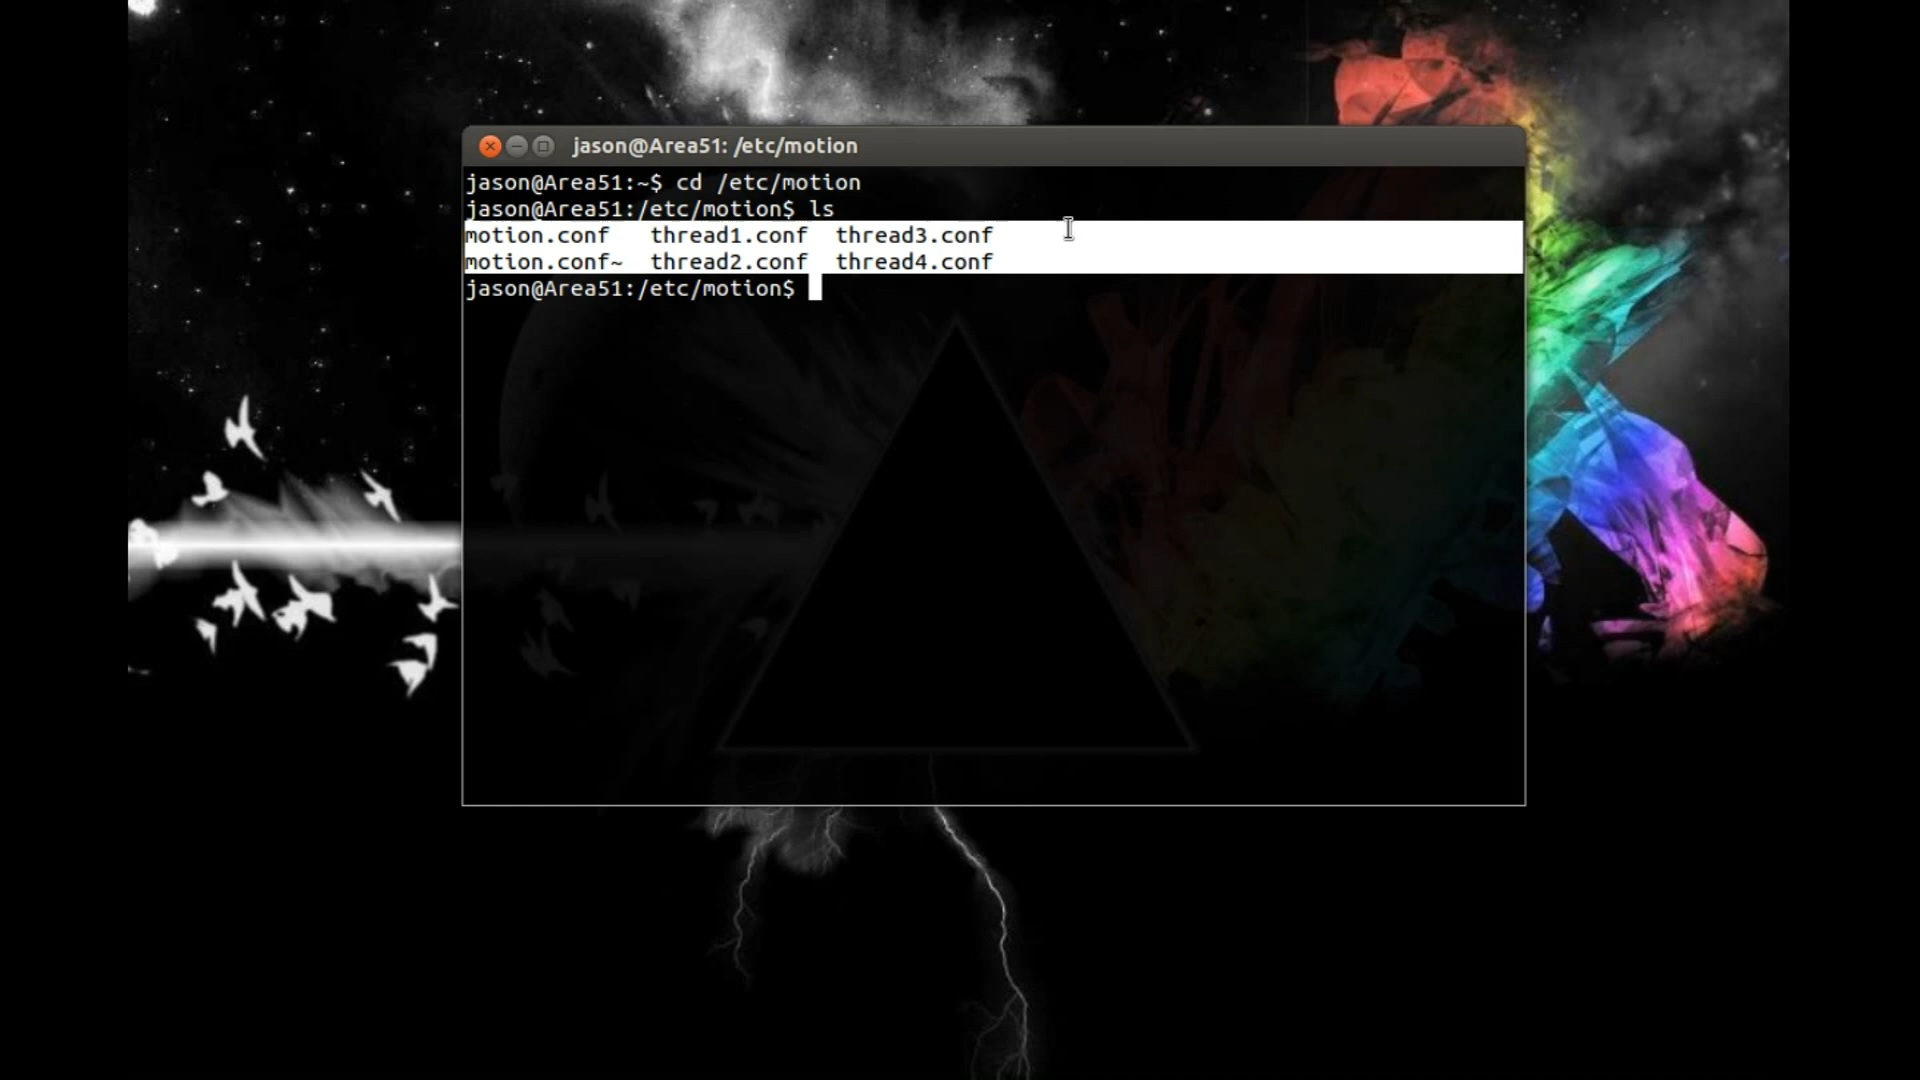 jason@Area51: /etc/motion
jason@Area51:~$ cd /etc/motion
jason@Area51:/etc/motion$ ls
motion.conf   thread1.conf  thread3.conf
motion.conf~  thread2.conf  thread4.conf
jason@Area51:/etc/motion$